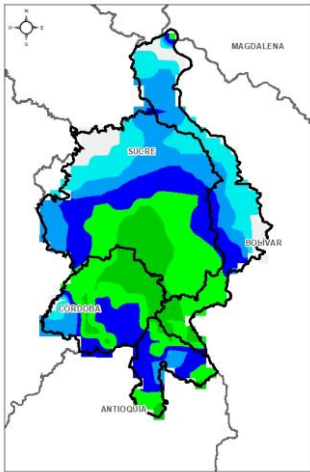 N
W E
S
MAGDALENA
SUCRE
BOLIVAR
CORDOBA
ANTIOQUIA